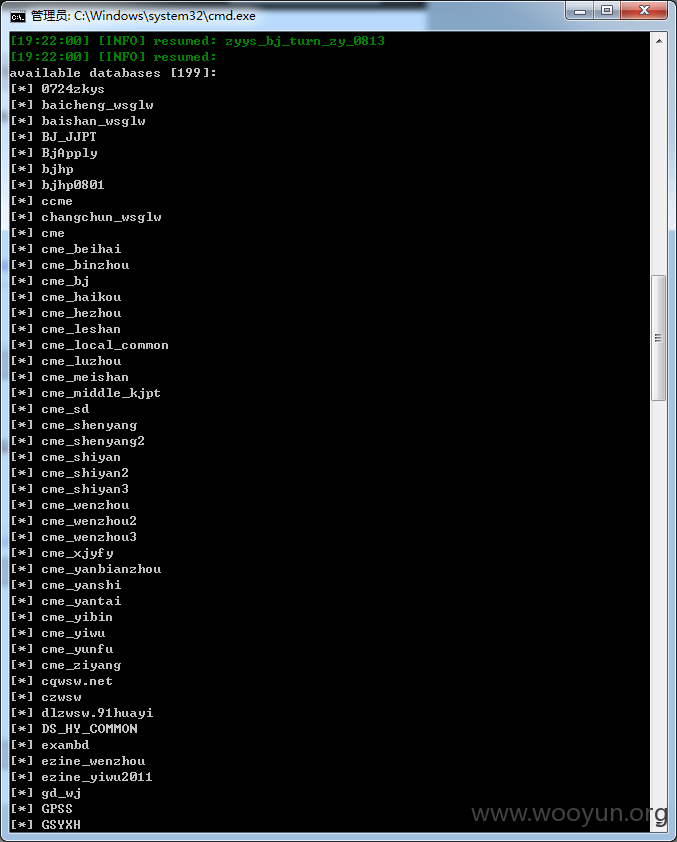 管理员: C:\Windows\system32\cmd.exe
[19:22:00] [INFO] resumed: zyys_bj_turn_zy_0813
[19:22:00] [INFO] resumed:
available databases [199]:
[*] 0724zkys
[*] baicheng_wsglw
[*] baishan_wsglw
[*] BJ_JJPT
[*] BjApply
[*] bjhp
[*] bjhp0801
[*] ccme
[*] changchun_wsglw
[*] cme
[*] cme_beihai
[*] cme_binzhou
[*] cme_bj
[*] cme_haikou
[*] cme_hezhou
[*] cme_leshan
[*] cme_local_common
[*] cme_luzhou
[*] cme_meishan
[*] cme_middle_kjpt
[*] cme_sd
[*] cme_shenyang
[*] cme_shenyang2
[*] cme_shiyan
[*] cme_shiyan2
[*] cme_shiyan3
[*] cme_wenzhou
[*] cme_wenzhou2
[*] cme_wenzhou3
[*] cme_xjyfy
[*] cme_yanbianzhou
[*] cme_yanshi
[*] cme_yantai
[*] cme_yibin
[*] cme_yiwu
[*] cme_yunfu
[*] cme_ziyang
[*] cqwsw.net
[*] czwsw
[*] dlzwsw.91huayi
[*] DS_HY_COMMON
[*] exambd
[*] ezine_wenzhou
[*] ezine_yiwu2011
[*] gd_wj
[*] GPSS
[*] GSYXH
www.wooyun.org